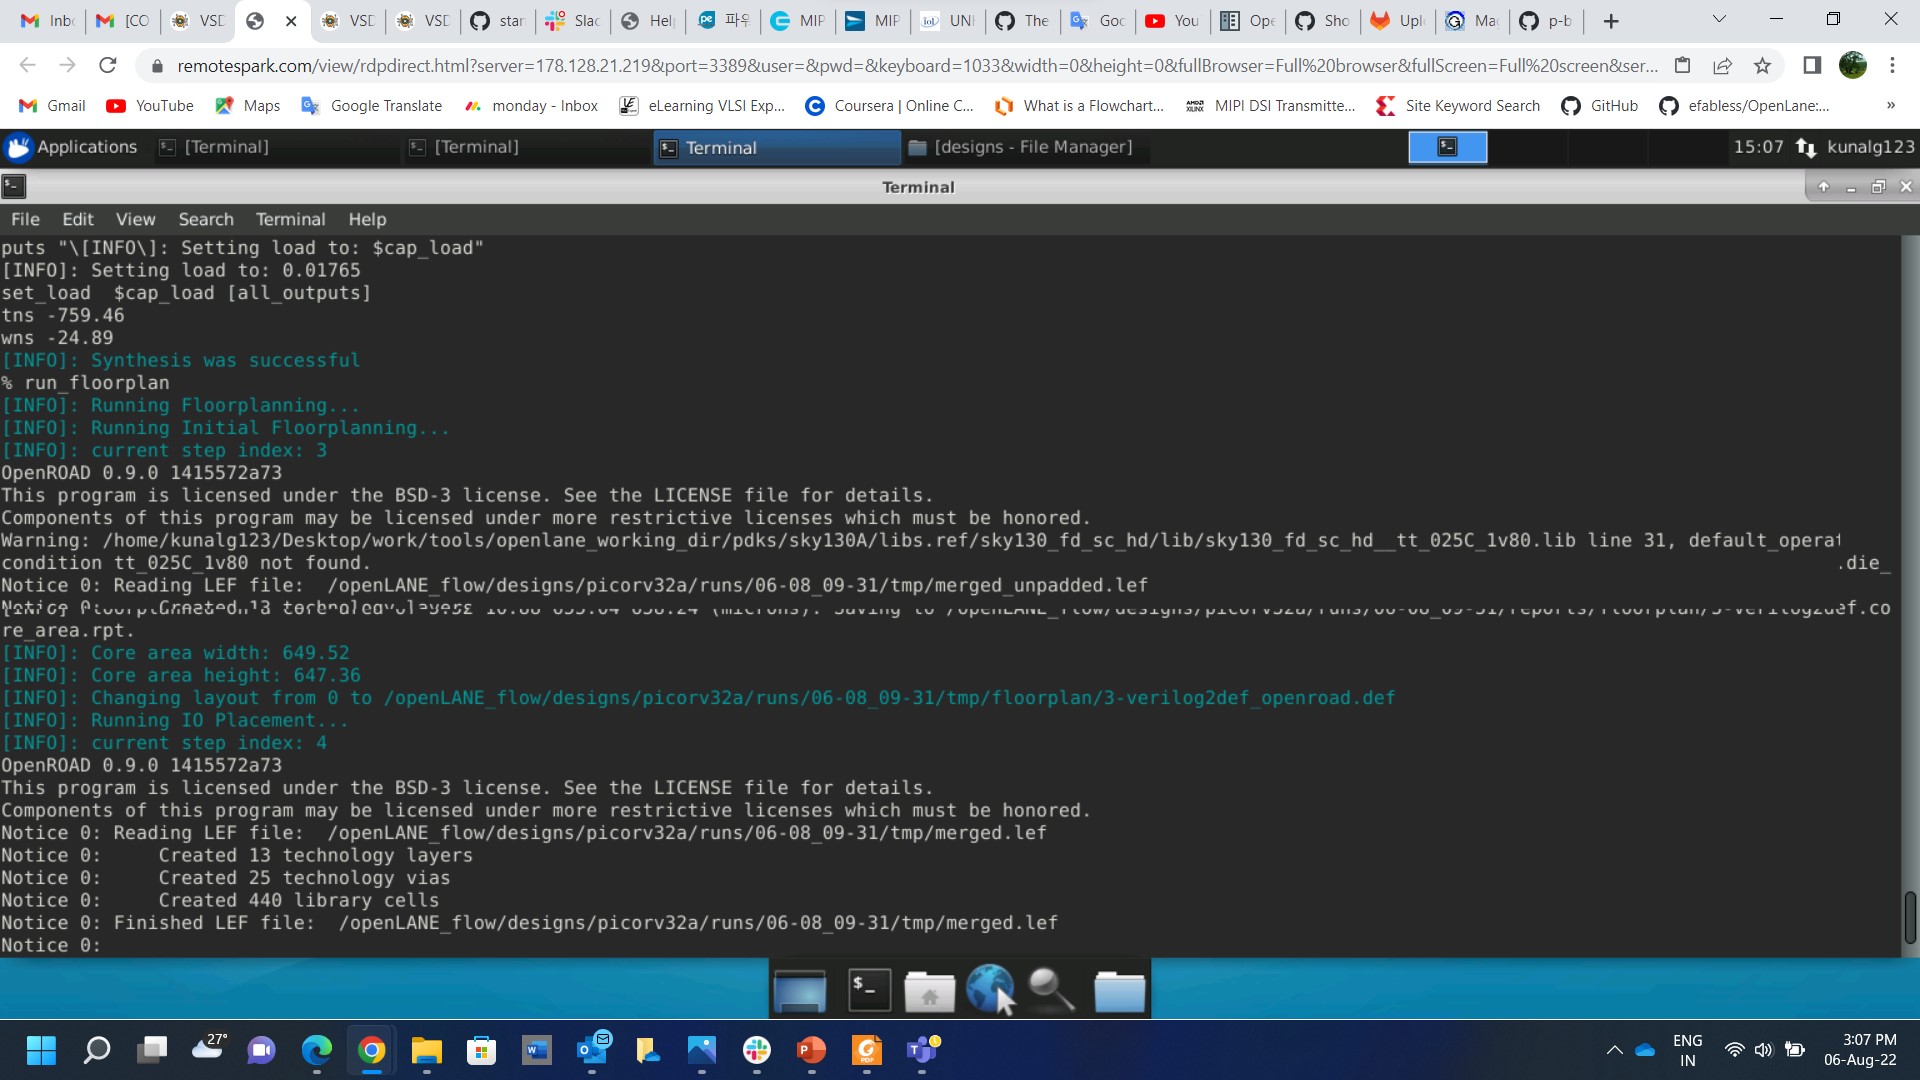 Inb
[CO
VSD
VSD
VSD
star
Slac
Hel
파우
MIP
MIP
UNI
The
Goo
You
Ope
Sho
Upl
Ma
p-b
remotespark.com/view/rdpdirect.html?server=178.128.21.219&port=3389&user=&pwd=&keyboard=1033&width=0&height=0&fullBrowser=Full%20browser&fullScreen=Full%20screen&ser...
Gmail
YouTube
Maps
Google Translate
monday - Inbox
eLearning VLSI Exp...
Coursera | Online C...
What is a Flowchart...
MIPI DSI Transmitte...
Site Keyword Search
GitHub
efabless/OpenLane:...
»
Applications
[Terminal]
[Terminal]
Terminal
[designs - File Manager]
15:07
kunalg123
Terminal
File Edit View Search Terminal Help
puts "\[INFO\]: Setting load to: $cap_load"
[INFO]: Setting load to: 0.01765
set_load  $cap_load [all_outputs]
tns -759.46
wns -24.89
[INFO]: Synthesis was successful
% run_floorplan
[INFO]: Running Floorplanning...
[INFO]: Running Initial Floorplanning...
[INFO]: current step index: 3
OpenROAD 0.9.0 1415572a73
This program is licensed under the BSD-3 license. See the LICENSE file for details.
Components of this program may be licensed under more restrictive licenses which must be honored.
Warning: /home/kunalg123/Desktop/work/tools/openlane_working_dir/pdks/sky130A/libs.ref/sky130_fd_sc_hd/lib/sky130_fd_sc_hd__tt_025C_1v80.lib line 31, default_operat
condition tt_025C_1v80 not found. .die_
Notice 0: Reading LEF file:  /openLANE_flow/designs/picorv32a/runs/06-08_09-31/tmp/merged_unpadded.lef
(microns). Saving to /openLANE_flow/designs/picorv32a/runs/06-08_09-31/reports/floorplan/3-verilog2def.co
re_area.rpt.
[INFO]: Core area width: 649.52
[INFO]: Core area height: 647.36
[INFO]: Changing layout from 0 to /openLANE_flow/designs/picorv32a/runs/06-08_09-31/tmp/floorplan/3-verilog2def_openroad.def
[INFO]: Running IO Placement...
[INFO]: current step index: 4
OpenROAD 0.9.0 1415572a73
This program is licensed under the BSD-3 license. See the LICENSE file for details.
Components of this program may be licensed under more restrictive licenses which must be honored.
Notice 0: Reading LEF file:  /openLANE_flow/designs/picorv32a/runs/06-08_09-31/tmp/merged.lef
Notice 0:     Created 13 technology layers
Notice 0:     Created 25 technology vias
Notice 0:     Created 440 library cells
Notice 0: Finished LEF file:  /openLANE_flow/designs/picorv32a/runs/06-08_09-31/tmp/merged.lef
Notice 0:
27°
ENG
IN
3:07 PM
06-Aug-22